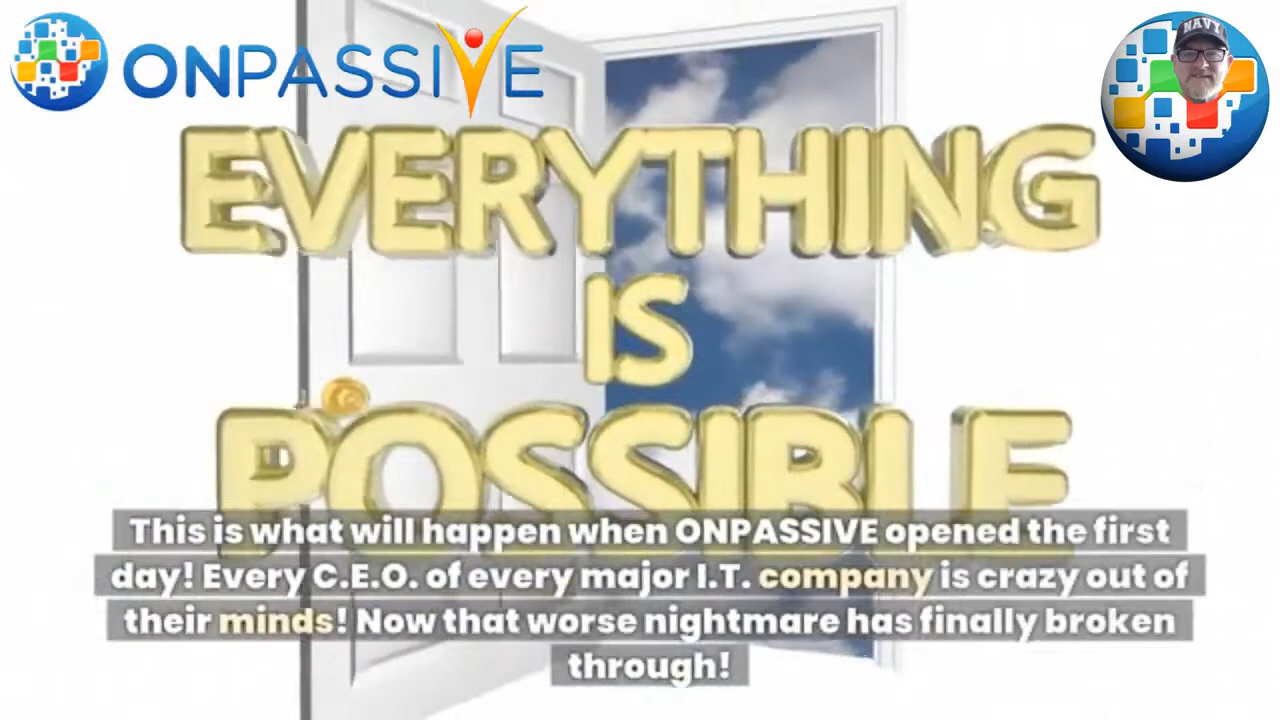 ONPASSIVE
NAVY
EVERYTHING
IS
POSSIBLE
This is what will happen when ONPASSIVE opened the first
day! Every C.E.O. of every major I.T. company is crazy out of
their minds! Now that worse nightmare has finally broken
through!